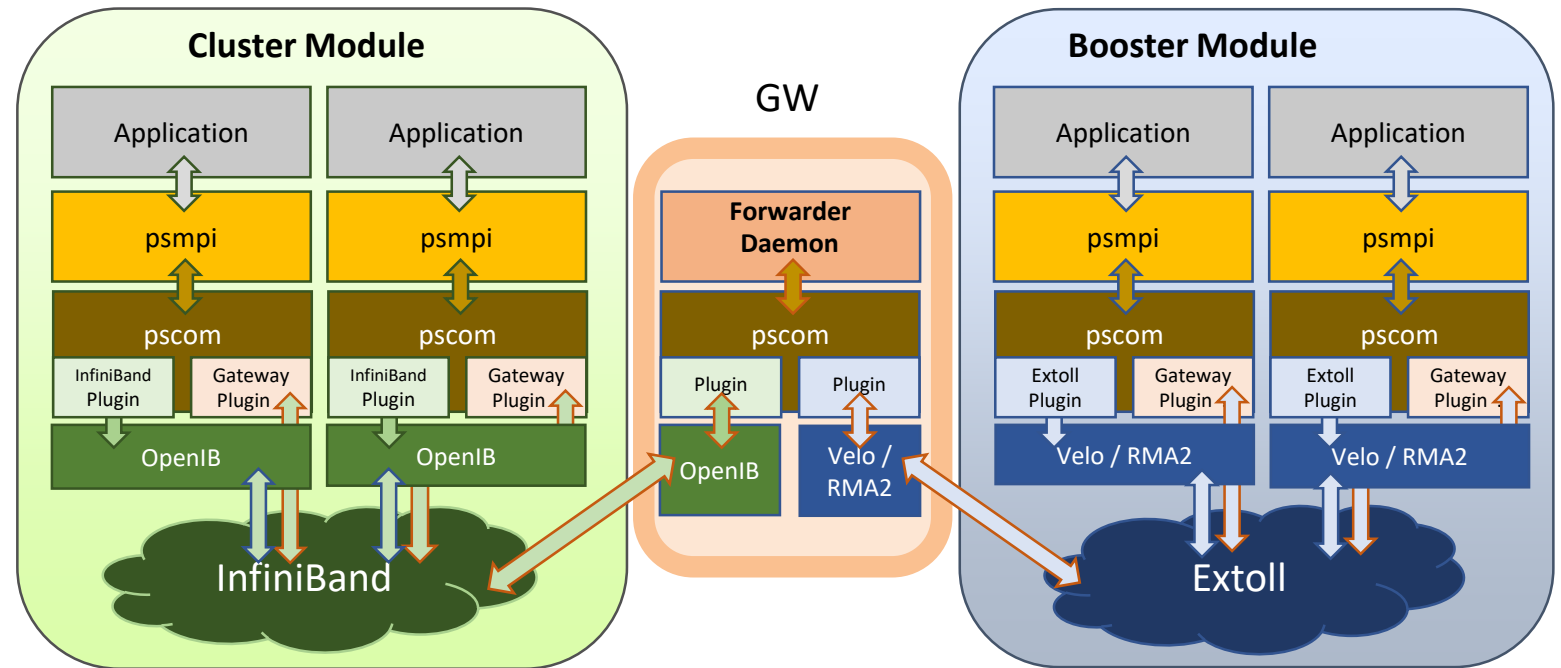 Cluster Module
Application
Application
psmpi
psmpi
pscom
pscom
InfiniBand
Plugin
Gateway
Plugin
InfiniBand
Plugin
Gateway
Plugin
OpenIB
OpenIB
InfiniBand
GW
Forwarder
Daemon
pscom
Plugin
Plugin
OpenIB
Velo /
RMA2
Booster Module
Application
Application
psmpi
psmpi
pscom
pscom
Extoll
Plugin
Gateway
Plugin
Extoll
Plugin
Gateway
Plugin
Velo / RMA2
Velo / RMA2
Extoll